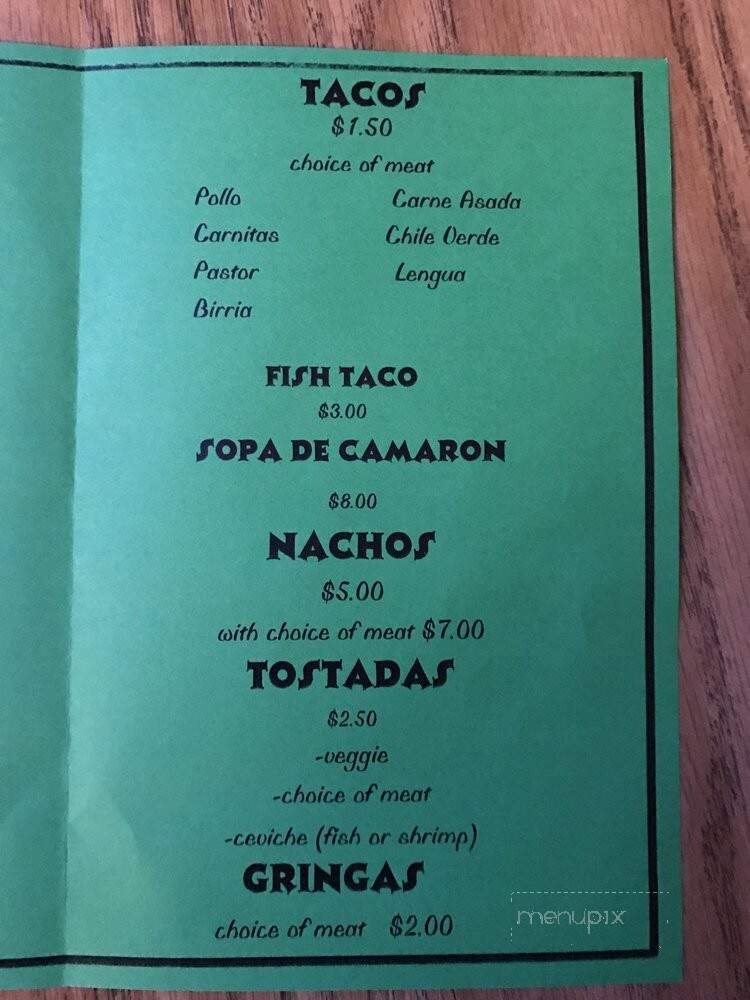 TACOS
$1.50
choice of meat
Pollo Carne Asada
Carnitas Chile Verde
Pastor Lengua
Birria
FISH TACO
$3.00
SOPA DE CAMARON
$8.00
NACHOS
$5.00
with choice of meat $7.00
TOSTADAS
$2.50
-veggie
-choice of meat
-ceviche (fish or shrimp)
GRINGAS
choice of meat $2.00
menupix